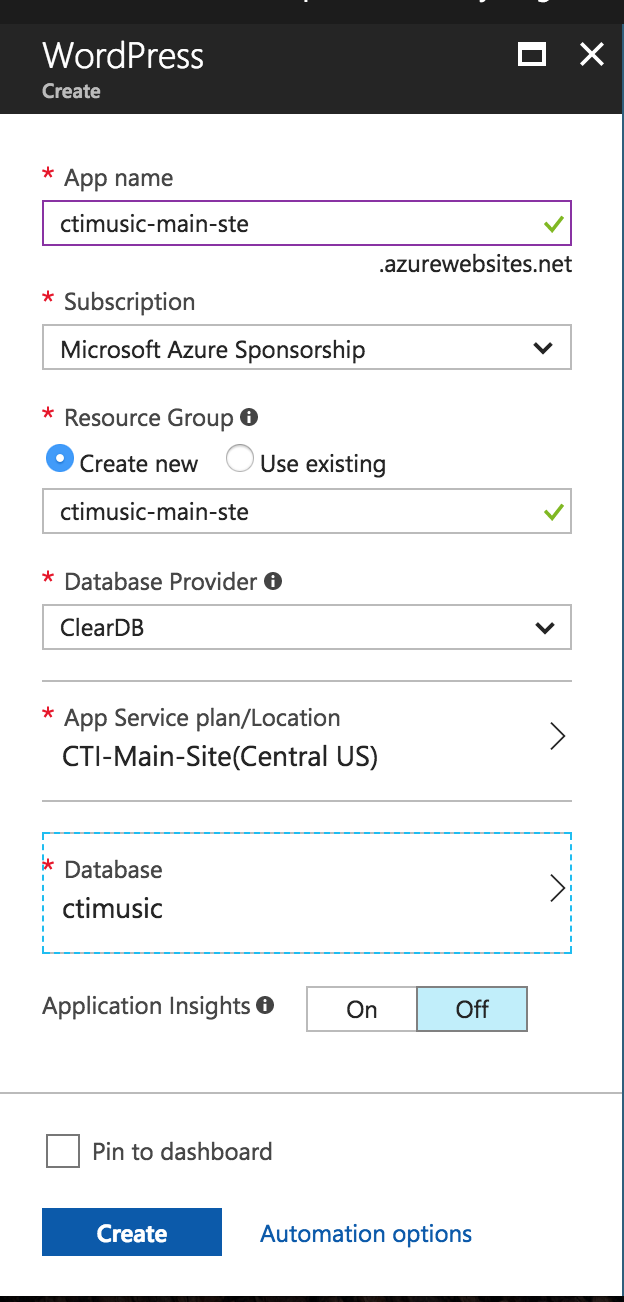 WordPress
Create
* App name
ctimusic-main-ste
.azurewebsites.net
* Subscription
Microsoft Azure Sponsorship
* Resource Group
Create new Use existing
ctimusic-main-ste
* Database Provider
ClearDB
* App Service plan/Location
CTI-Main-Site(Central US)
* Database
ctimusic
Application Insights On Off
Pin to dashboard
Create Automation options